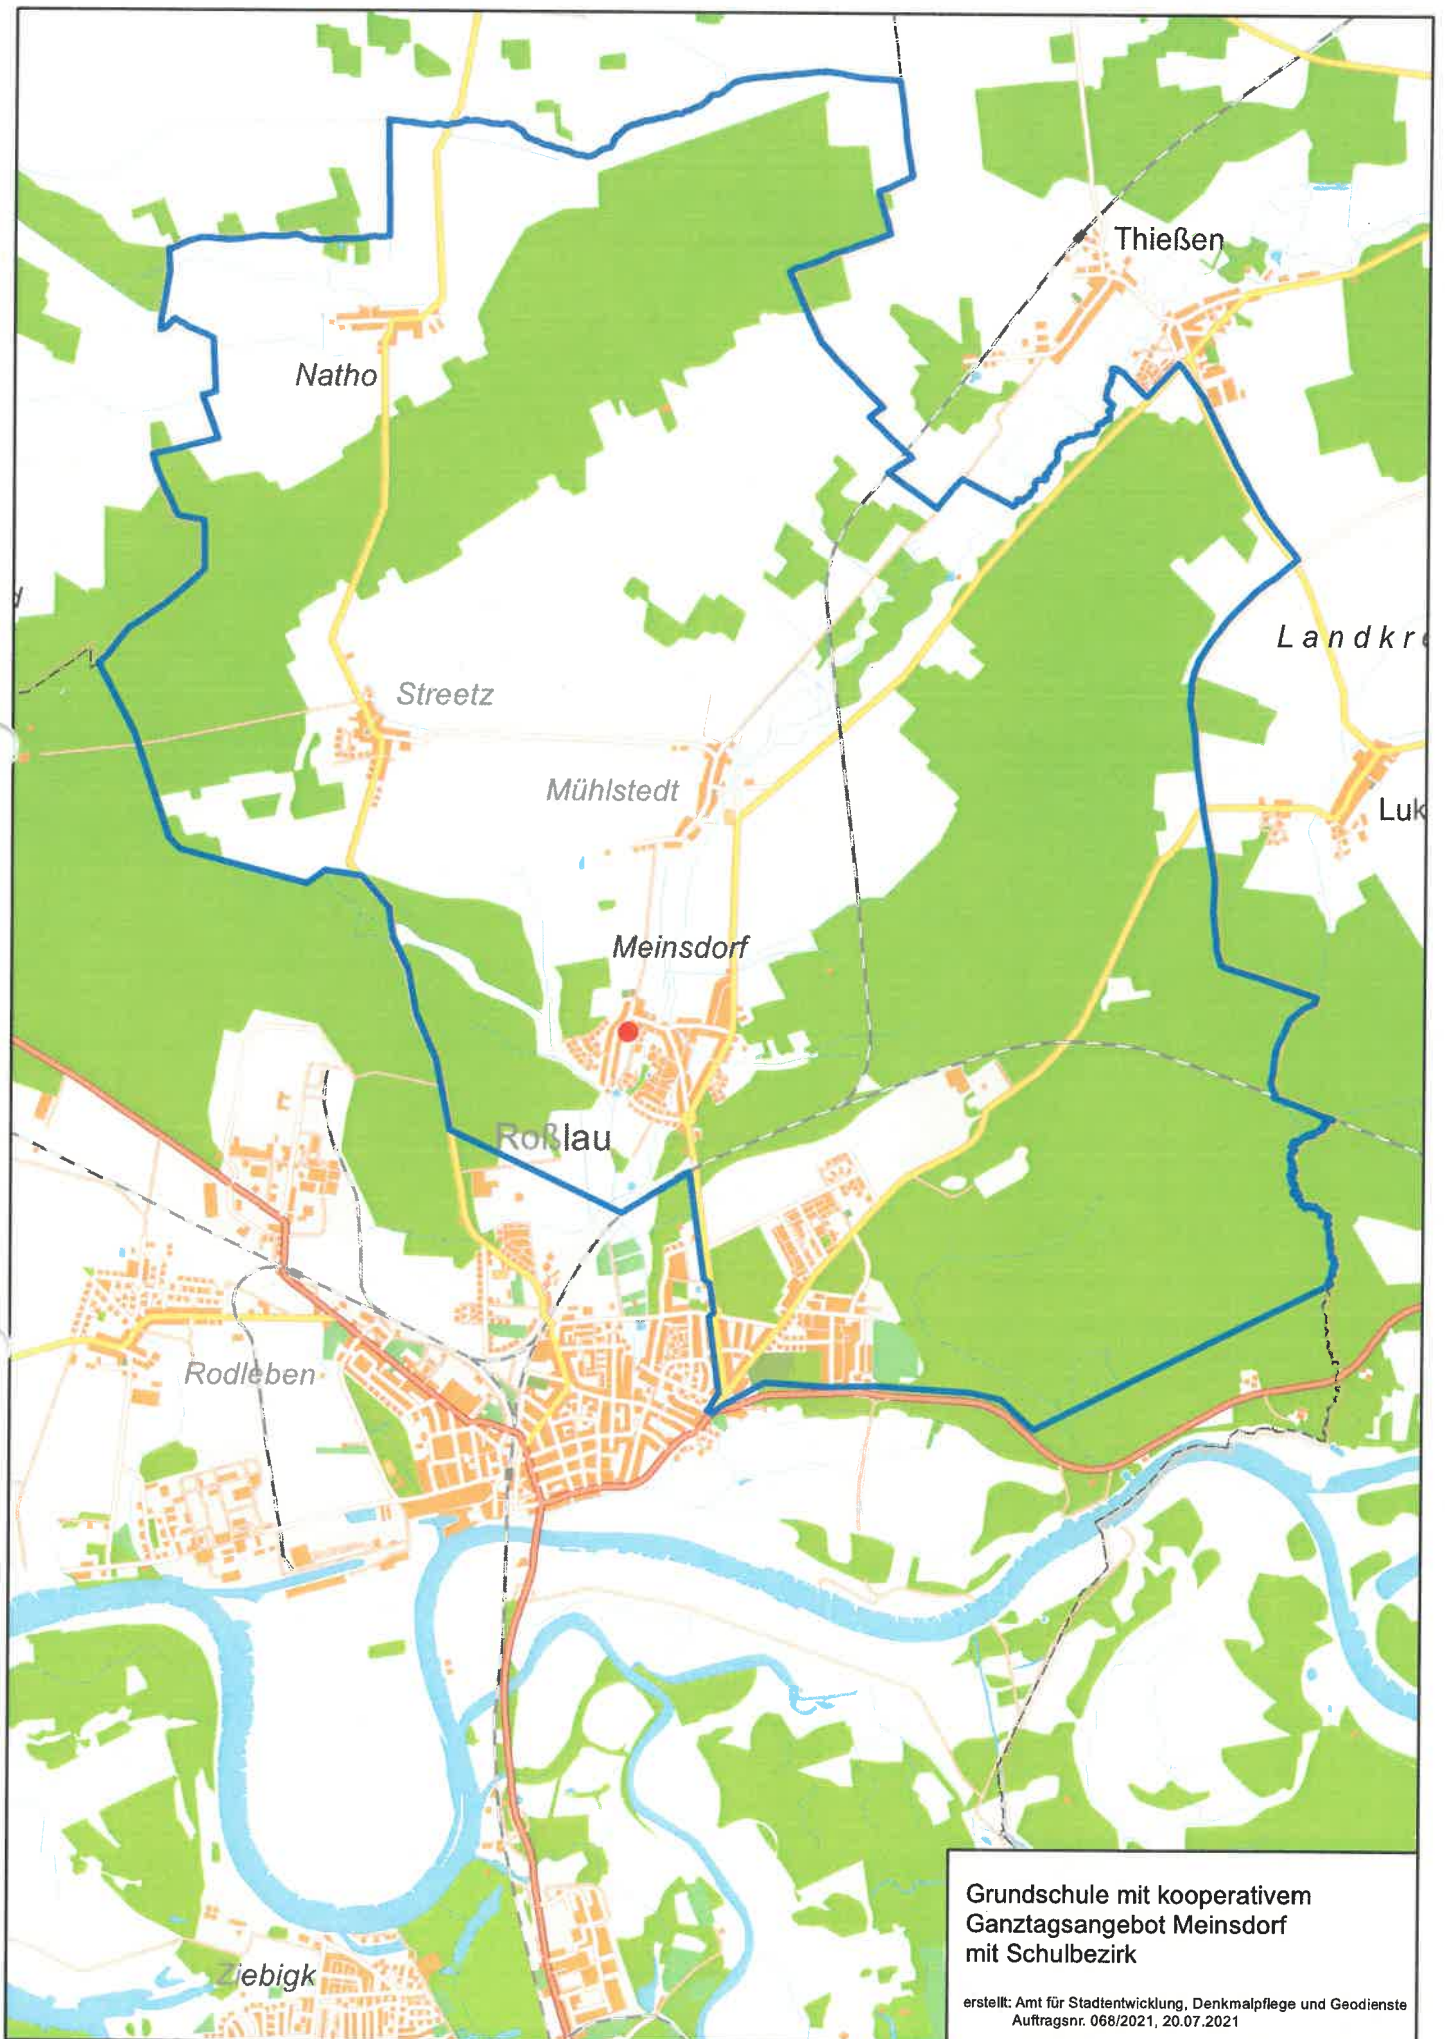 Thießen
Natho
Landkr
Streetz
Mühlstedt
Luk
Meinsdorf
Roßlau
Rodleben
Ziebigk
Grundschule mit kooperativem
Ganztagsangebot Meinsdorf
mit Schulbezirk
erstellt: Amt für Stadtentwicklung, Denkmalpflege und Geodienste
Auftragsnr. 068/2021, 20.07.2021